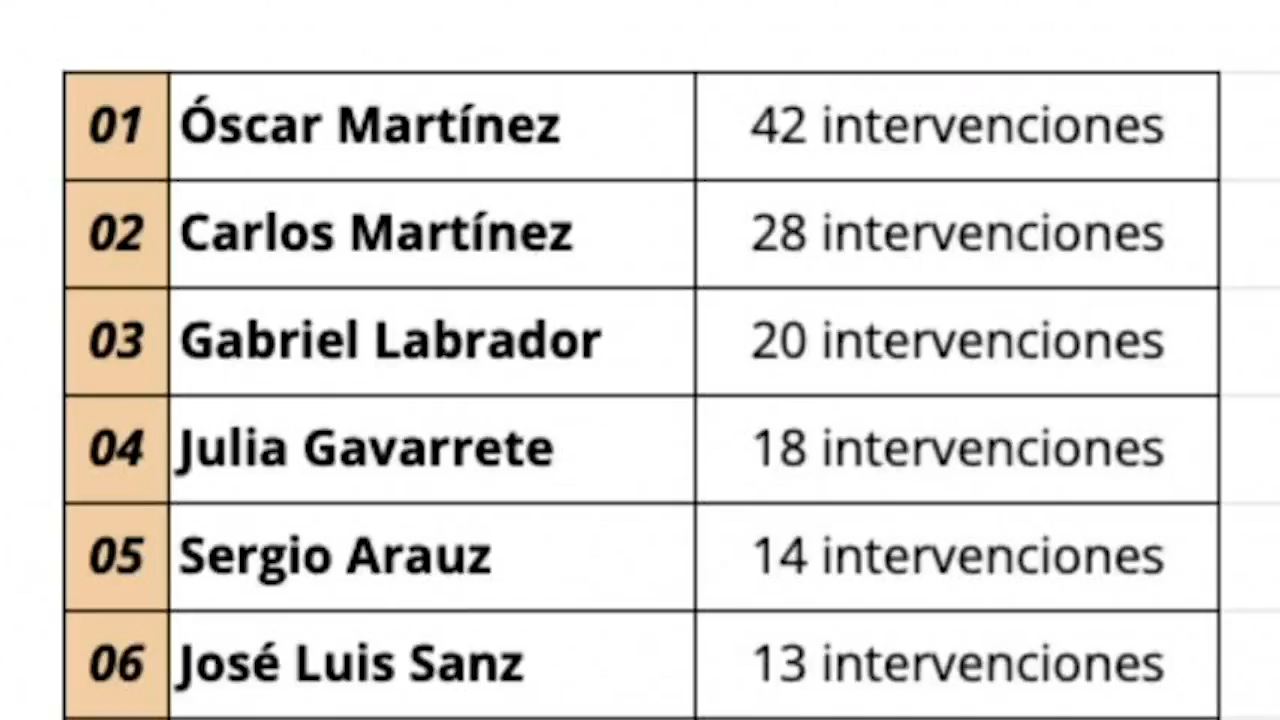 01 Óscar Martínez 42 intervenciones
02 Carlos Martínez 28 intervenciones
03 Gabriel Labrador 20 intervenciones
04 Julia Gavarrete 18 intervenciones
05 Sergio Arauz 14 intervenciones
06 José Luis Sanz 13 intervenciones